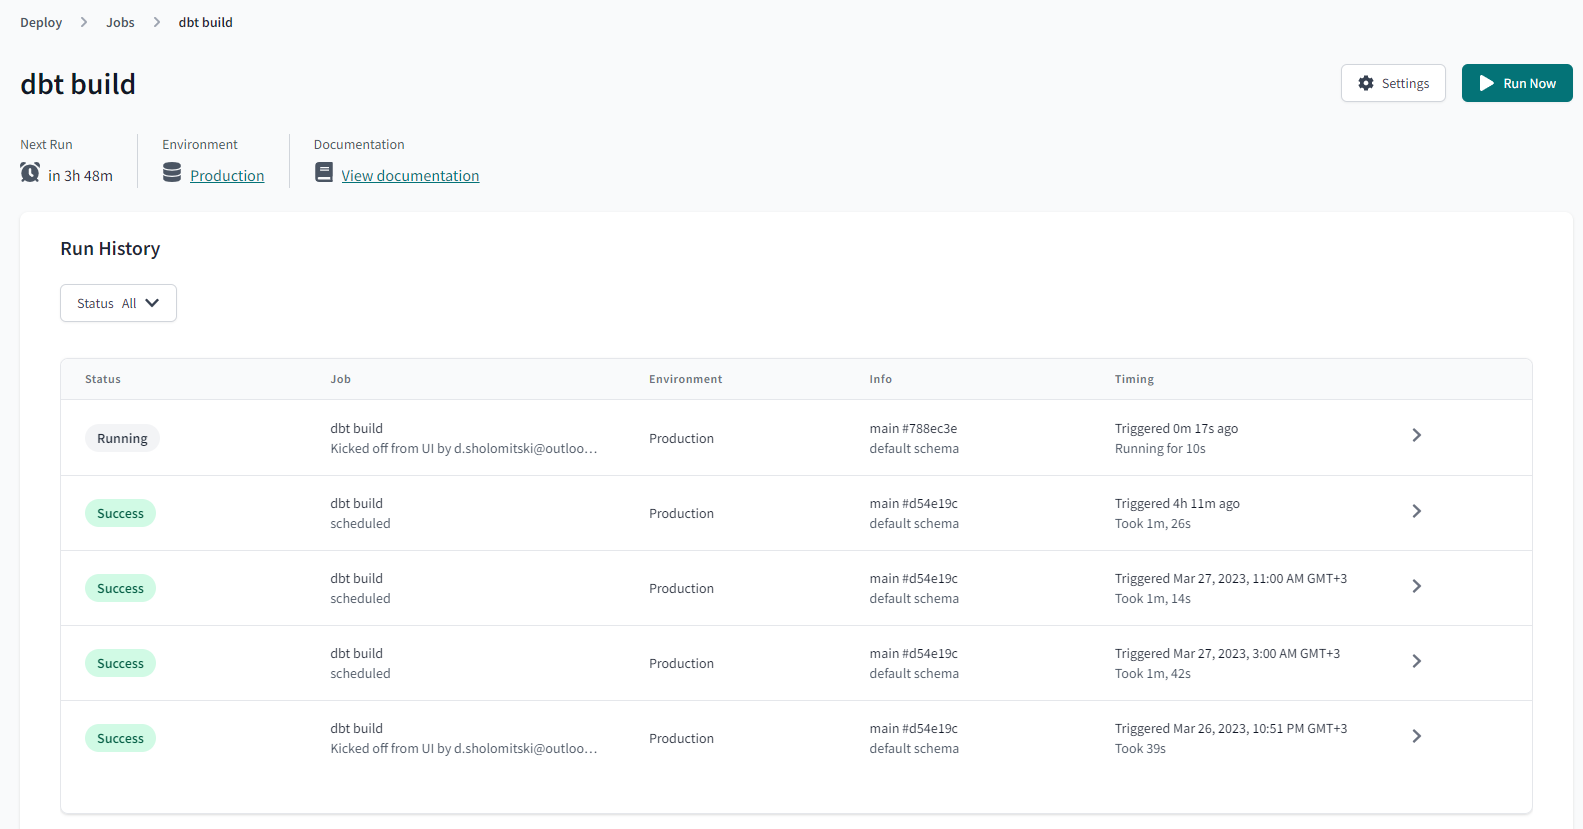 Deploy > Jobs > dbt build
dbt build
Settings
Run Now
Next Run
in 3h 48m
Environment
Production
Documentation
View documentation
Run History
Status All
Status Job Environment Info Timing
Running
dbt build
Kicked off from UI by d.sholomitski@outloo...
Production
main #788ec3e
default schema
Triggered 0m 17s ago
Running for 10s
Success
dbt build
scheduled
Production
main #d54e19c
default schema
Triggered 4h 11m ago
Took 1m, 26s
Success
dbt build
scheduled
Production
main #d54e19c
default schema
Triggered Mar 27, 2023, 11:00 AM GMT+3
Took 1m, 14s
Success
dbt build
scheduled
Production
main #d54e19c
default schema
Triggered Mar 27, 2023, 3:00 AM GMT+3
Took 1m, 42s
Success
dbt build
Kicked off from UI by d.sholomitski@outloo...
Production
main #d54e19c
default schema
Triggered Mar 26, 2023, 10:51 PM GMT+3
Took 39s